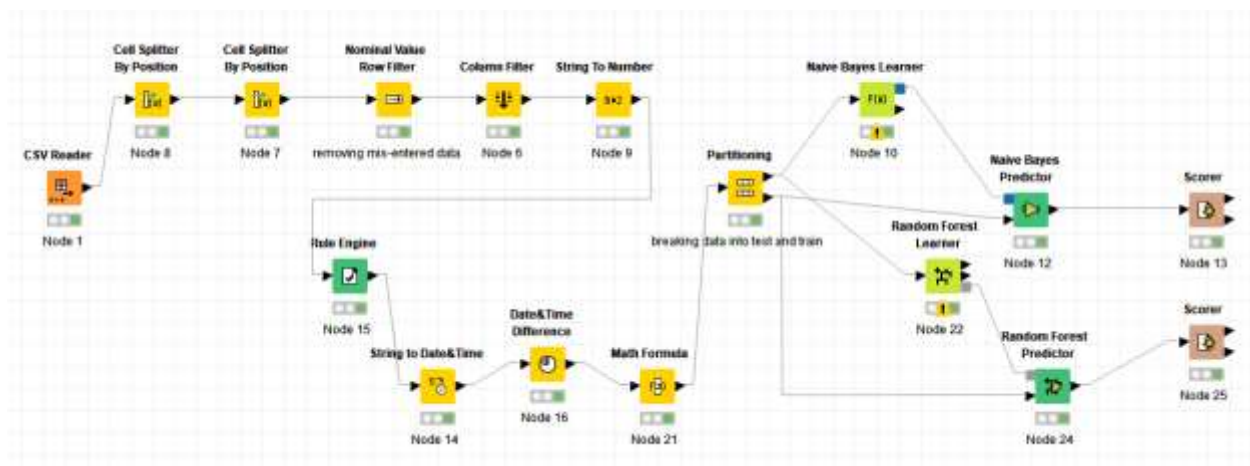 Cell Splitter
By Position
Node 8
Cell Splitter
By Position
Node 7
Nominal Value
Row Filter
removing mis-entered data
Column Filter
Node 6
String To Number
Node 9
CSV Reader
Node 1
Rule Engine
Node 15
String to Date&Time
Node 14
Date&Time
Difference
Node 16
Math Formula
Node 21
Partitioning
breaking data into test and train
Naive Bayes Learner
Node 10
Naive Bayes
Predictor
Node 12
Scorer
Node 13
Random Forest
Learner
Node 22
Random Forest
Predictor
Node 24
Scorer
Node 25